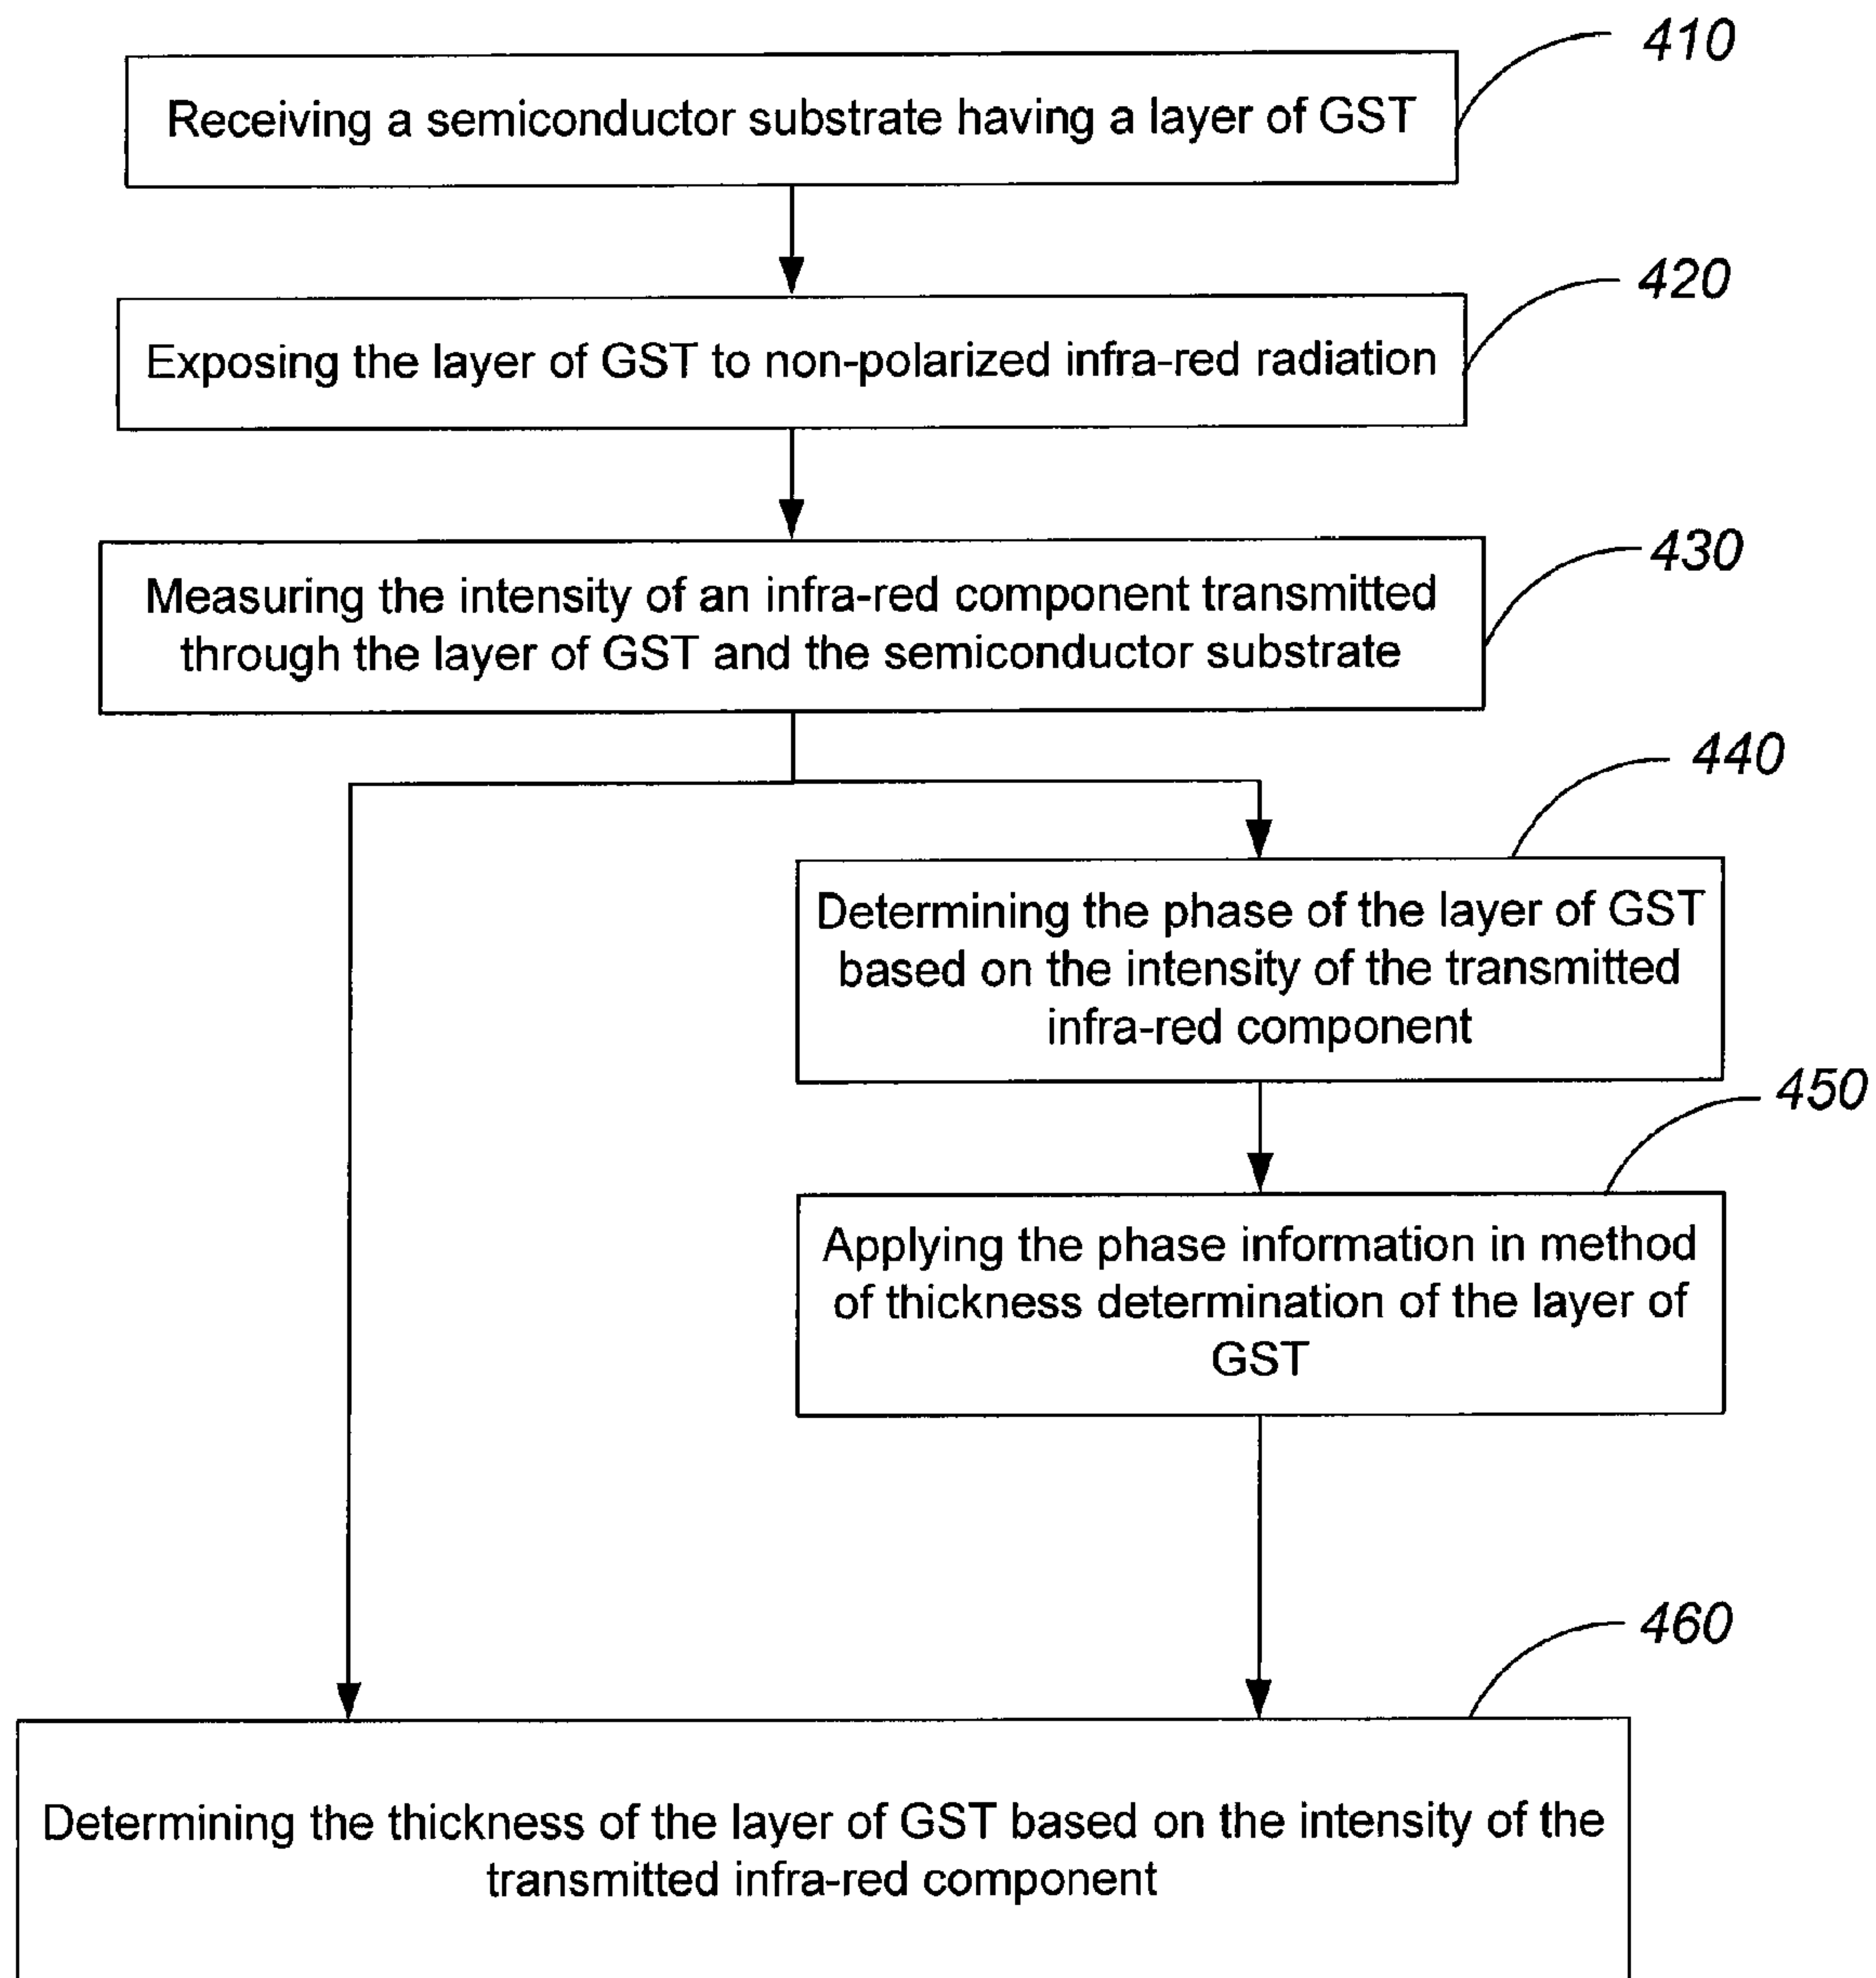 410
Receiving a semiconductor substrate having a layer of GST
420
Exposing the layer of GST to non-polarized infra-red radiation
430
Measuring the intensity of an infra-red component transmitted
through the layer of GST and the semiconductor substrate
440
Determining the phase of the layer of GST
based on the intensity of the transmitted
infra-red component
450
Applying the phase information in method
of thickness determination of the layer of
GST
460
Determining the thickness of the layer of GST based on the intensity of the
transmitted infra-red component